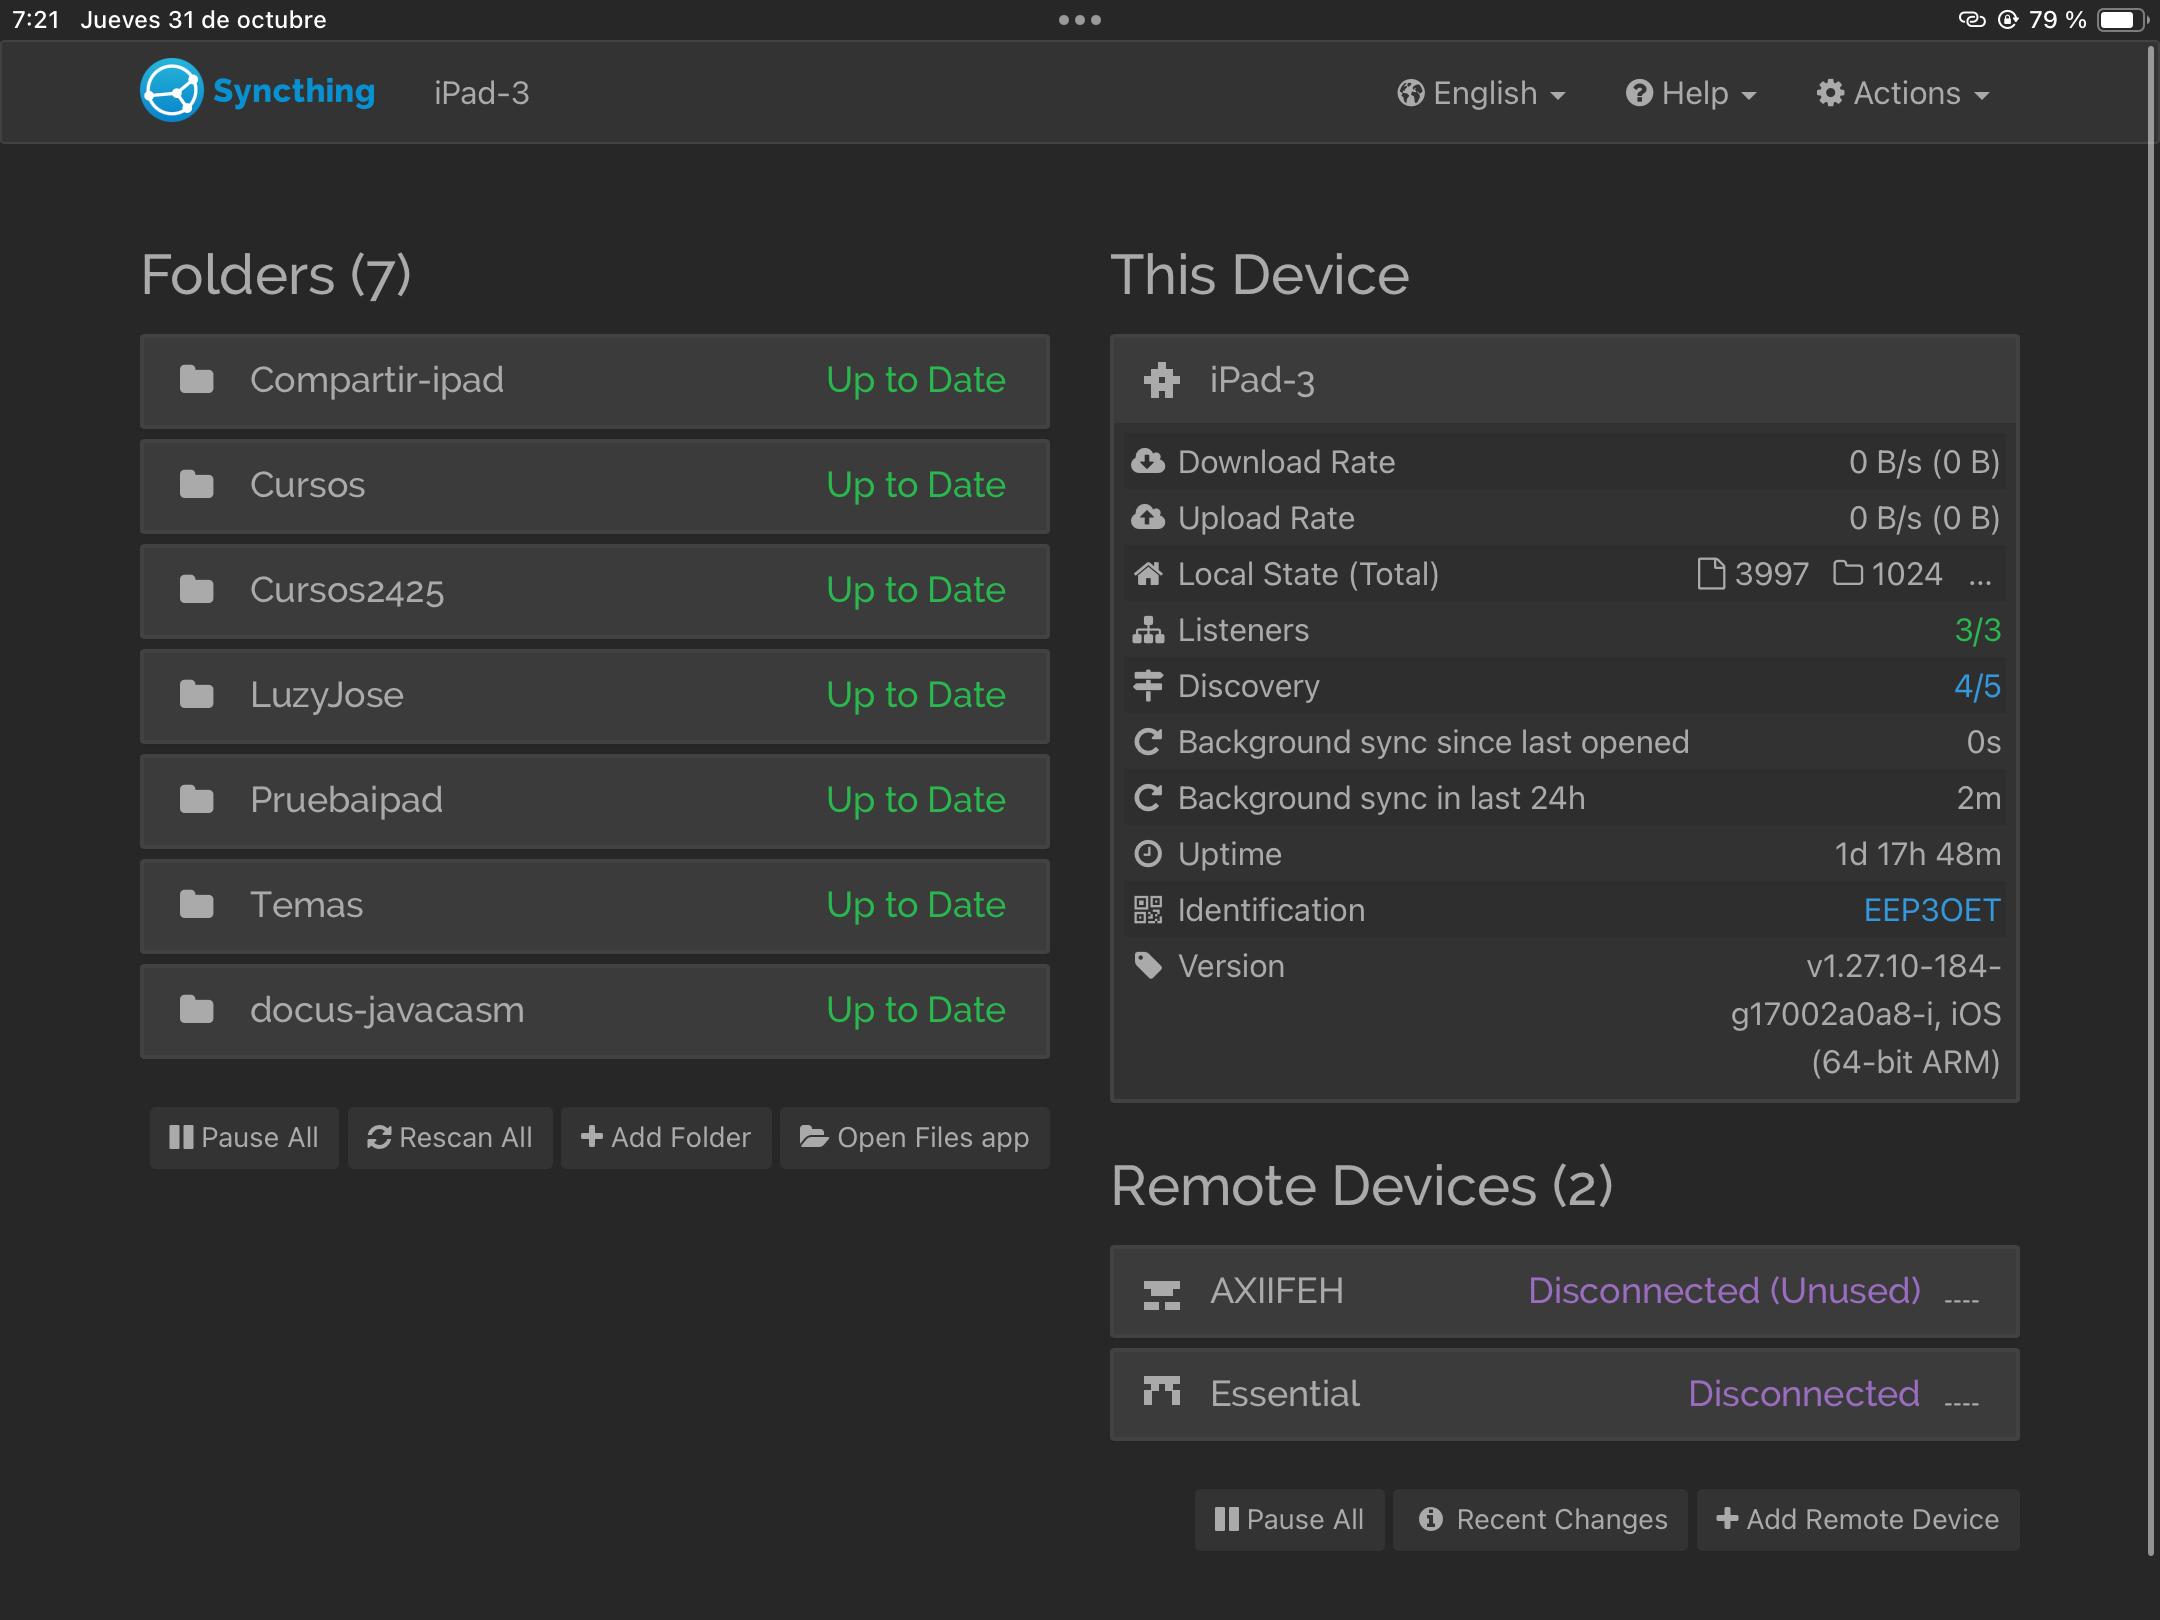 7:21 Jueves 31 de octubre
79 %
Syncthing iPad-3 English Help Actions
Folders (7)
Compartir-ipad Up to Date
Cursos Up to Date
Cursos2425 Up to Date
LuzyJose Up to Date
Pruebaipad Up to Date
Temas Up to Date
docus-javacasm Up to Date
Pause All Rescan All Add Folder Open Files app
This Device
iPad-3
Download Rate 0 B/s (0 B)
Upload Rate 0 B/s (0 B)
Local State (Total) 3997 1024 ...
Listeners 3/3
Discovery 4/5
Background sync since last opened 0s
Background sync in last 24h 2m
Uptime 1d 17h 48m
Identification EEP3OET
Version v1.27.10-184-
g17002a0a8-i, iOS
(64-bit ARM)
Remote Devices (2)
AXIIFEH Disconnected (Unused)
Essential Disconnected
Pause All Recent Changes Add Remote Device